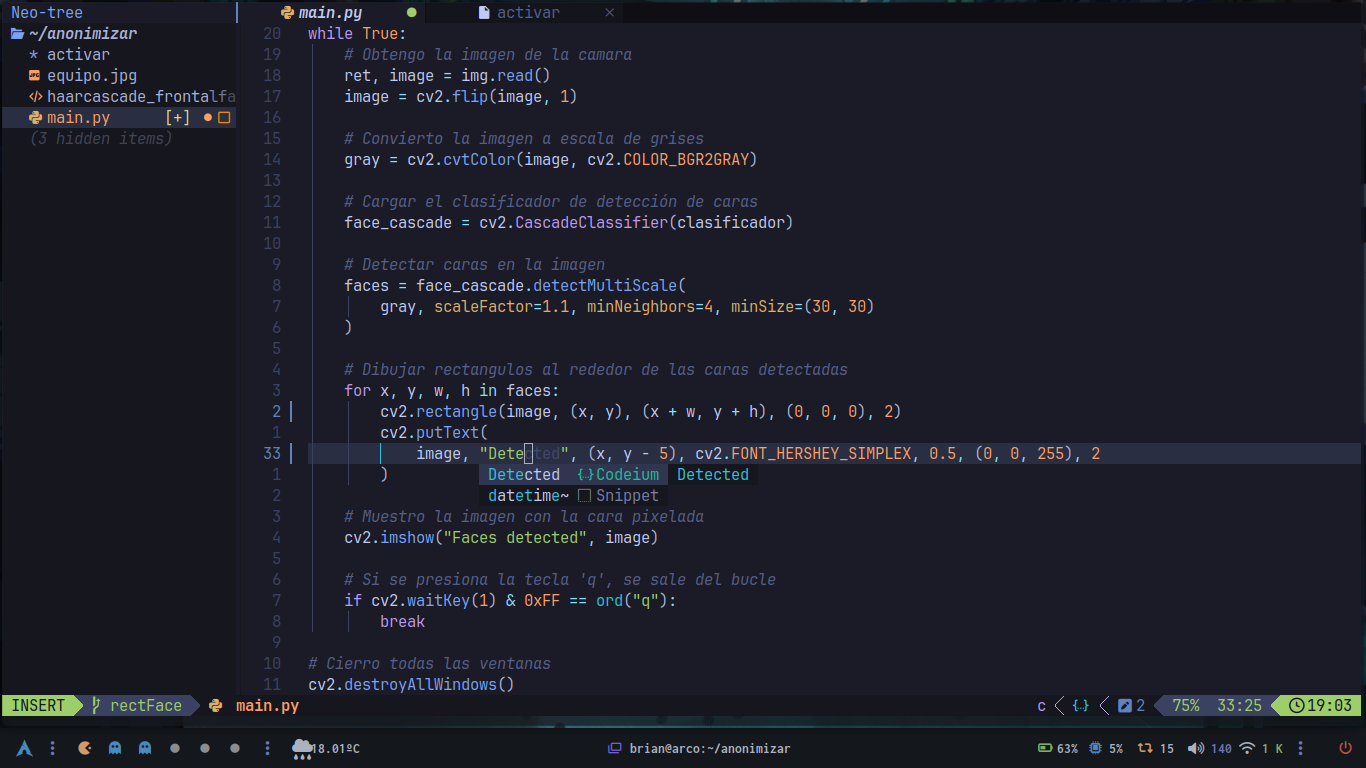 Neo-tree
main.py
activar
~/anonimizar
* activar
equipo.jpg
haarcascade_frontalfa
main.py [+]
(3 hidden items)
20 while True:
19 # Obtengo la imagen de la camara
18 ret, image = img.read()
17 image = cv2.flip(image, 1)
16
15 # Convierto la imagen a escala de grises
14 gray = cv2.cvtColor(image, cv2.COLOR_BGR2GRAY)
13
12 # Cargar el clasificador de detección de caras
11 face_cascade = cv2.CascadeClassifier(clasificador)
10
9 # Detectar caras en la imagen
8 faces = face_cascade.detectMultiScale(
7 gray, scaleFactor=1.1, minNeighbors=4, minSize=(30, 30)
6 )
5
4 # Dibujar rectangulos al rededor de las caras detectadas
3 for x, y, w, h in faces:
2 cv2.rectangle(image, (x, y), (x + w, y + h), (0, 0, 0), 2)
1 cv2.putText(
33 image, "Detected", (x, y - 5), cv2.FONT_HERSHEY_SIMPLEX, 0.5, (0, 0, 255), 2
1 )
Detected {..} Codeium Detected
2
datetime~ Snippet
3 # Muestro la imagen con la cara pixelada
4 cv2.imshow("Faces detected", image)
5
6 # Si se presiona la tecla 'q', se sale del bucle
7 if cv2.waitKey(1) & 0xFF == ord("q"):
8 break
9
10 # Cierro todas las ventanas
11 cv2.destroyAllWindows()
INSERT rectFace main.py c {..} 2 75% 33:25 19:03
18.01ºC brian@arco:~/anonimizar 63% 5% 15 140 1 K